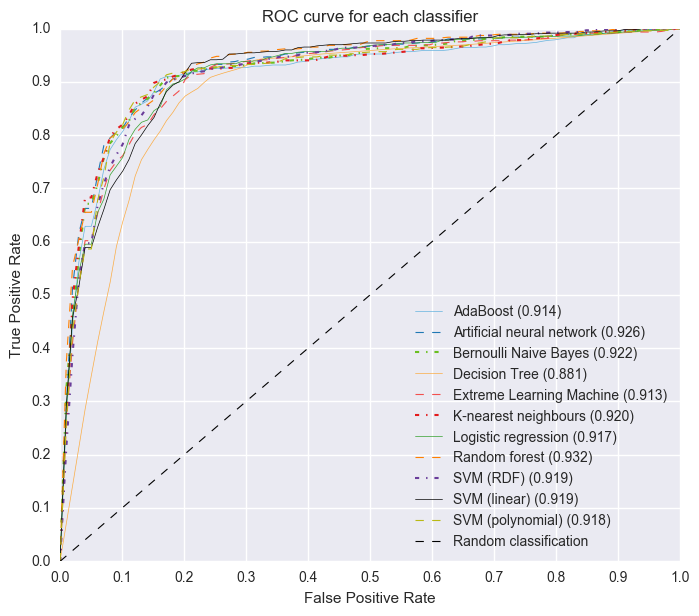 ROC curve for each classifier
1.0
0.9
0.8
0.7
0.6
0.5
0.4
0.3
0.2
0.1
0.0
True Positive Rate
AdaBoost (0.914)
Artificial neural network (0.926)
Bernoulli Naive Bayes (0.922)
Decision Tree (0.881)
Extreme Learning Machine (0.913)
K-nearest neighbours (0.920)
Logistic regression (0.917)
Random forest (0.932)
SVM (RDF) (0.919)
SVM (linear) (0.919)
SVM (polynomial) (0.918)
Random classification
0.0 0.1 0.2 0.3 0.4 0.5 0.6 0.7 0.8 0.9 1.0
False Positive Rate